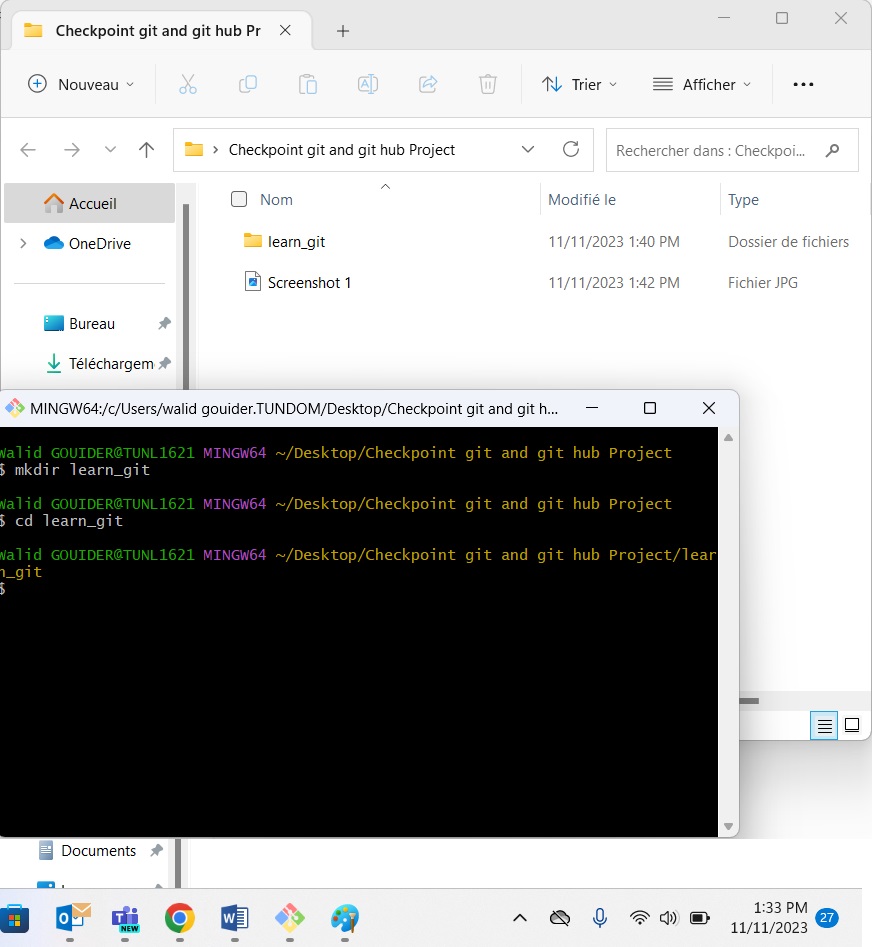 Checkpoint git and git hub Pr
Nouveau
Trier
Afficher
Checkpoint git and git hub Project
Rechercher dans : Checkpoi...
Accueil
OneDrive
Bureau
Téléchargem
Nom
Modifié le
Type
learn_git
11/11/2023 1:40 PM
Dossier de fichiers
Screenshot 1
11/11/2023 1:42 PM
Fichier JPG
MINGW64:/c/Users/walid gouider.TUNDOM/Desktop/Checkpoint git and git h...
Walid GOUIDER@TUNL1621 MINGW64 ~/Desktop/Checkpoint git and git hub Project
$ mkdir learn_git
Walid GOUIDER@TUNL1621 MINGW64 ~/Desktop/Checkpoint git and git hub Project
$ cd learn_git
Walid GOUIDER@TUNL1621 MINGW64 ~/Desktop/Checkpoint git and git hub Project/lear
n_git
$
Documents
NEW
1:33 PM
11/11/2023
27